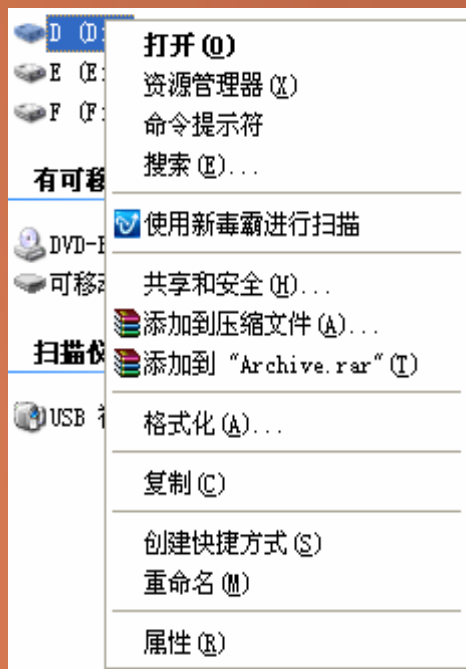 D (D:
E (E:
F (F:
有可移
DVD-
可移
扫描仪
USB
打开(O)
资源管理器(X)
命令提示符
搜索(E)...
使用新毒霸进行扫描
共享和安全(H)...
添加到压缩文件(A)...
添加到 "Archive.rar"(T)
格式化(A)...
复制(C)
创建快捷方式(S)
重命名(M)
属性(R)